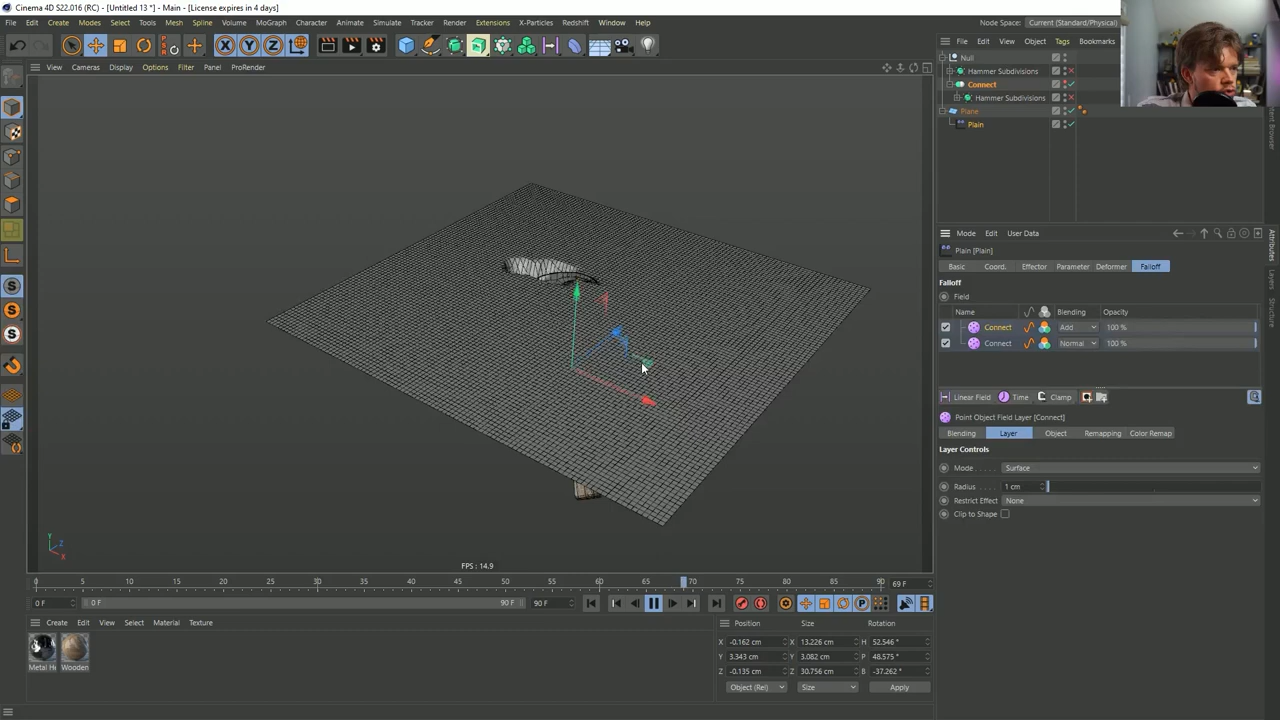 Cinema 4D S22.016 (RC) - [Untitled 13 *] - Main - [License expires in 4 days]
File Edit Create Modes Select Tools Mesh Spline Volume MoGraph Character Animate Simulate Tracker Render Extensions X-Particles Redshift Window Help Node Space: Current (Standard/Physical)
File Edit View Object Tags Bookmarks
View Cameras Display Options Filter Panel ProRender
Null
Hammer Subdivisions
Connect
Hammer Subdivisions
Plane
Plain
Mode Edit User Data
Plain [Plain]
Basic Coord. Effector Parameter Deformer Falloff
Falloff
Field
Name Blending Opacity
Connect Add 100 %
Connect Normal 100 %
Linear Field Time Clamp
Point Object Field Layer [Connect]
Blending Layer Object Remapping Color Remap
Layer Controls
Mode Surface
Radius 1 cm
Restrict Effect None
Clip to Shape
Attributes
Layers
Structure
Y
Z
X
FPS : 14.9
0 5 10 15 20 25 30 35 40 45 50 55 60 65 70 75 80 85 90 69 F
0 F 0 F 90 F 90 F
Create Edit View Select Material Texture
Metal He Wooden
Position Size Rotation
X -0.162 cm X 13.226 cm H 52.546 °
Y 3.343 cm Y 3.082 cm P 48.575 °
Z -0.135 cm Z 30.756 cm B -37.262 °
Object (Rel) Size Apply